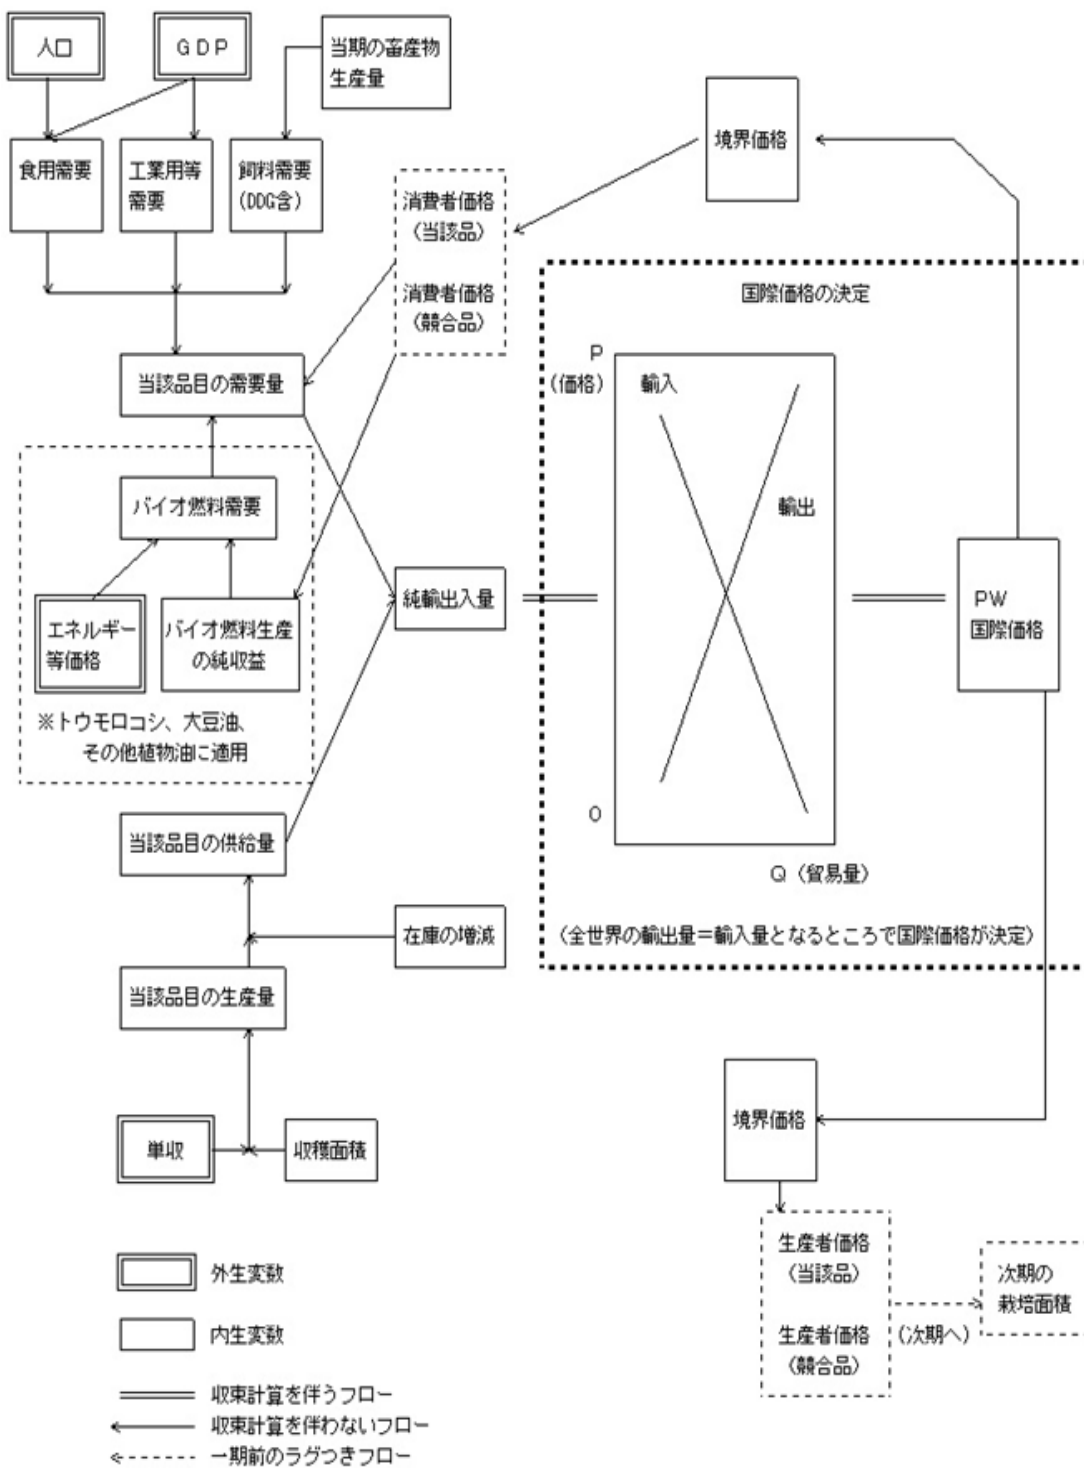 人口
GDP
当期の畜産物
生産量
食用需要
工業用等
需要
飼料需要
(DDG含)
境界価格
消費者価格
(当該品)
消費者価格
(競合品)
国際価格の決定
P
(価格)
輸入
輸出
O
Q (貿易量)
(全世界の輸出量=輸入量となるところで国際価格が決定)
当該品目の需要量
バイオ燃料需要
エネルギー
等価格
バイオ燃料生産
の純収益
※トウモロコシ、大豆油、
その他植物油に適用
純輸出入量
PW
国際価格
当該品目の供給量
在庫の増減
当該品目の生産量
単収
収穫面積
境界価格
生産者価格
(当該品)
生産者価格
(競合品)
(次期へ)
次期の
栽培面積
外生変数
内生変数
収束計算を伴うフロー
収束計算を伴わないフロー
一期前のラグつきフロー